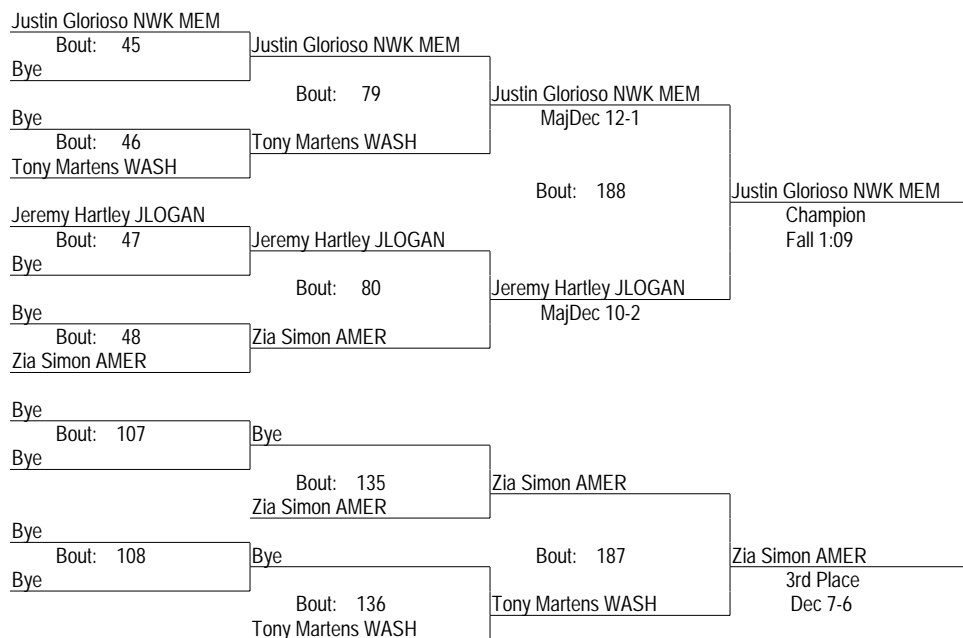 Justin Glorioso NWK MEM
Bout: 45
Justin Glorioso NWK MEM
Bye
Bout: 79
Justin Glorioso NWK MEM
Bye
MajDec 12-1
Bout: 46
Tony Martens WASH
Tony Martens WASH
Bout: 188
Justin Glorioso NWK MEM
Jeremy Hartley JLOGAN
Champion
Bout: 47
Jeremy Hartley JLOGAN
Fall 1:09
Bye
Bout: 80
Jeremy Hartley JLOGAN
Bye
MajDec 10-2
Bout: 48
Zia Simon AMER
Zia Simon AMER
Bye
Bout: 107
Bye
Bye
Bout: 135
Zia Simon AMER
Zia Simon AMER
Bye
Bout: 108
Bye
Bout: 187
Zia Simon AMER
Bye
3rd Place
Bout: 136
Tony Martens WASH
Dec 7-6
Tony Martens WASH